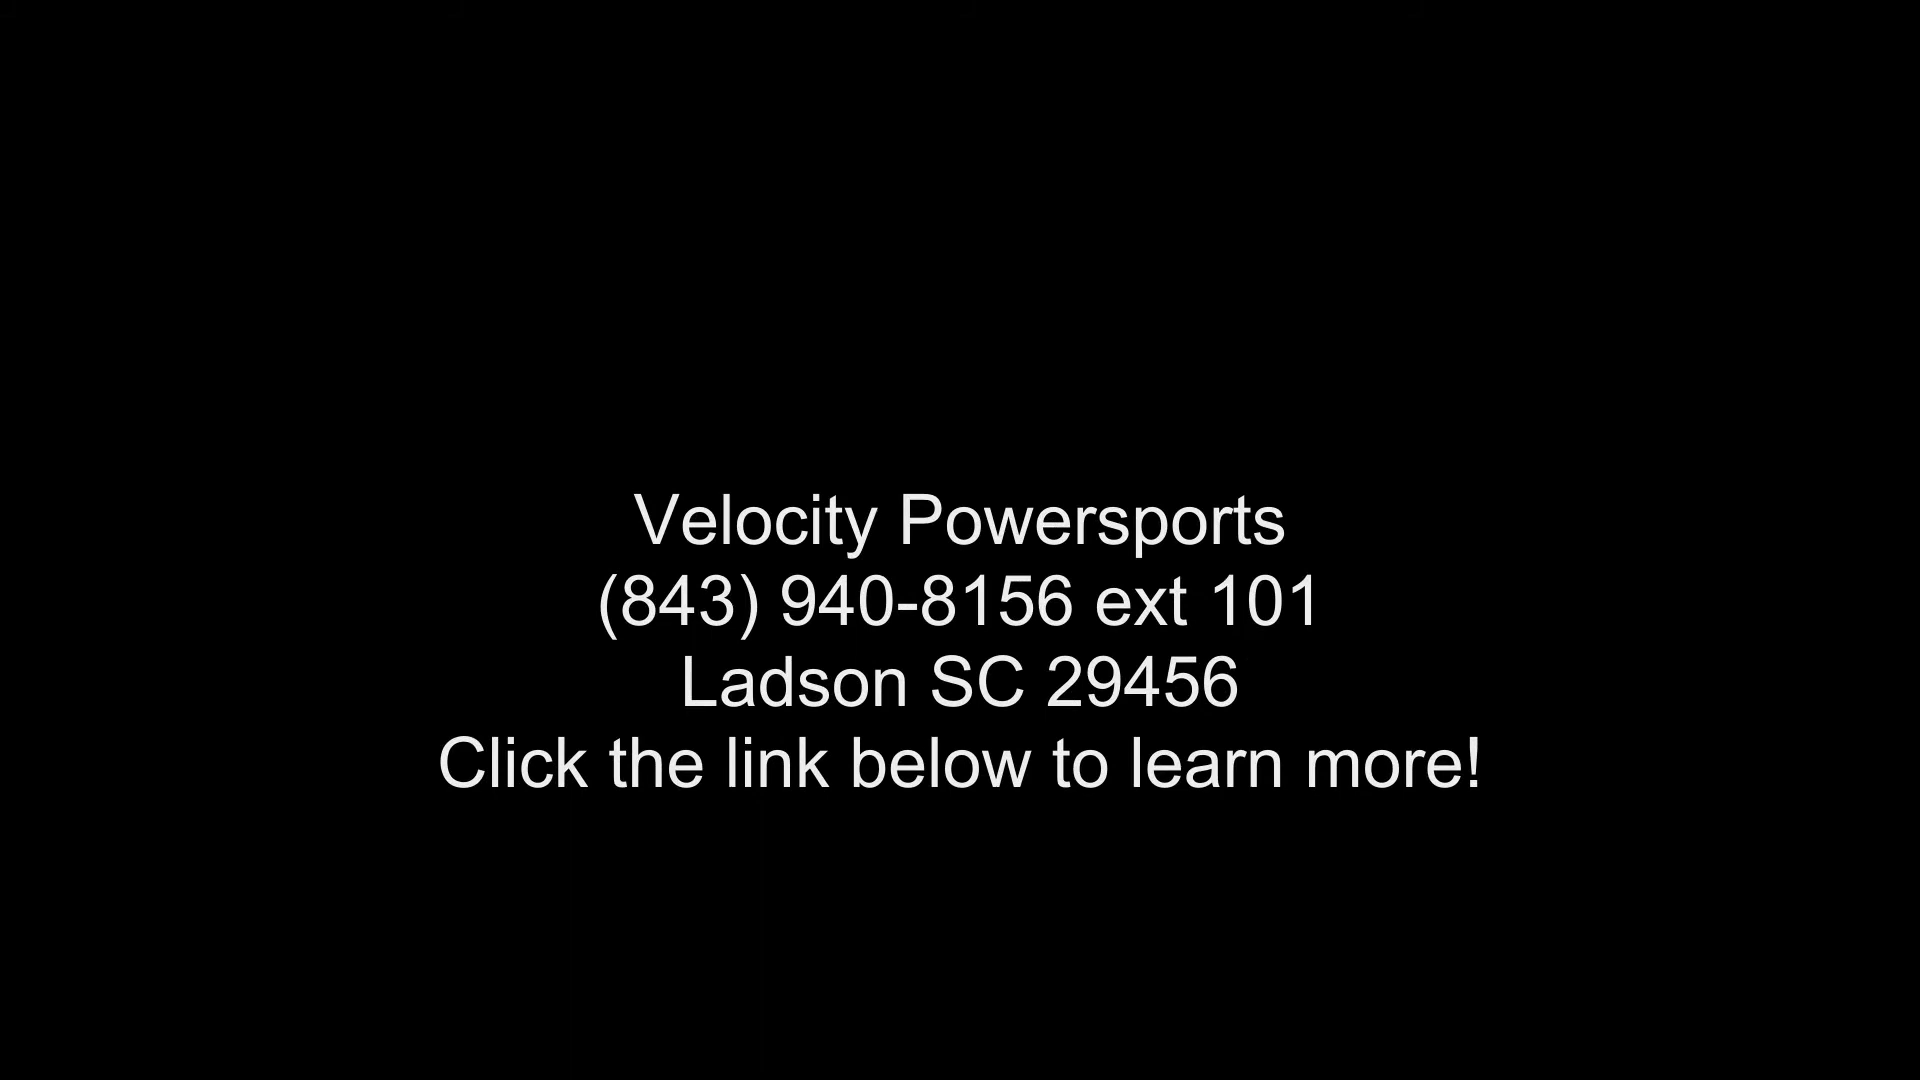 Velocity Powersports
(843) 940-8156 ext 101
Ladson SC 29456
Click the link below to learn more!